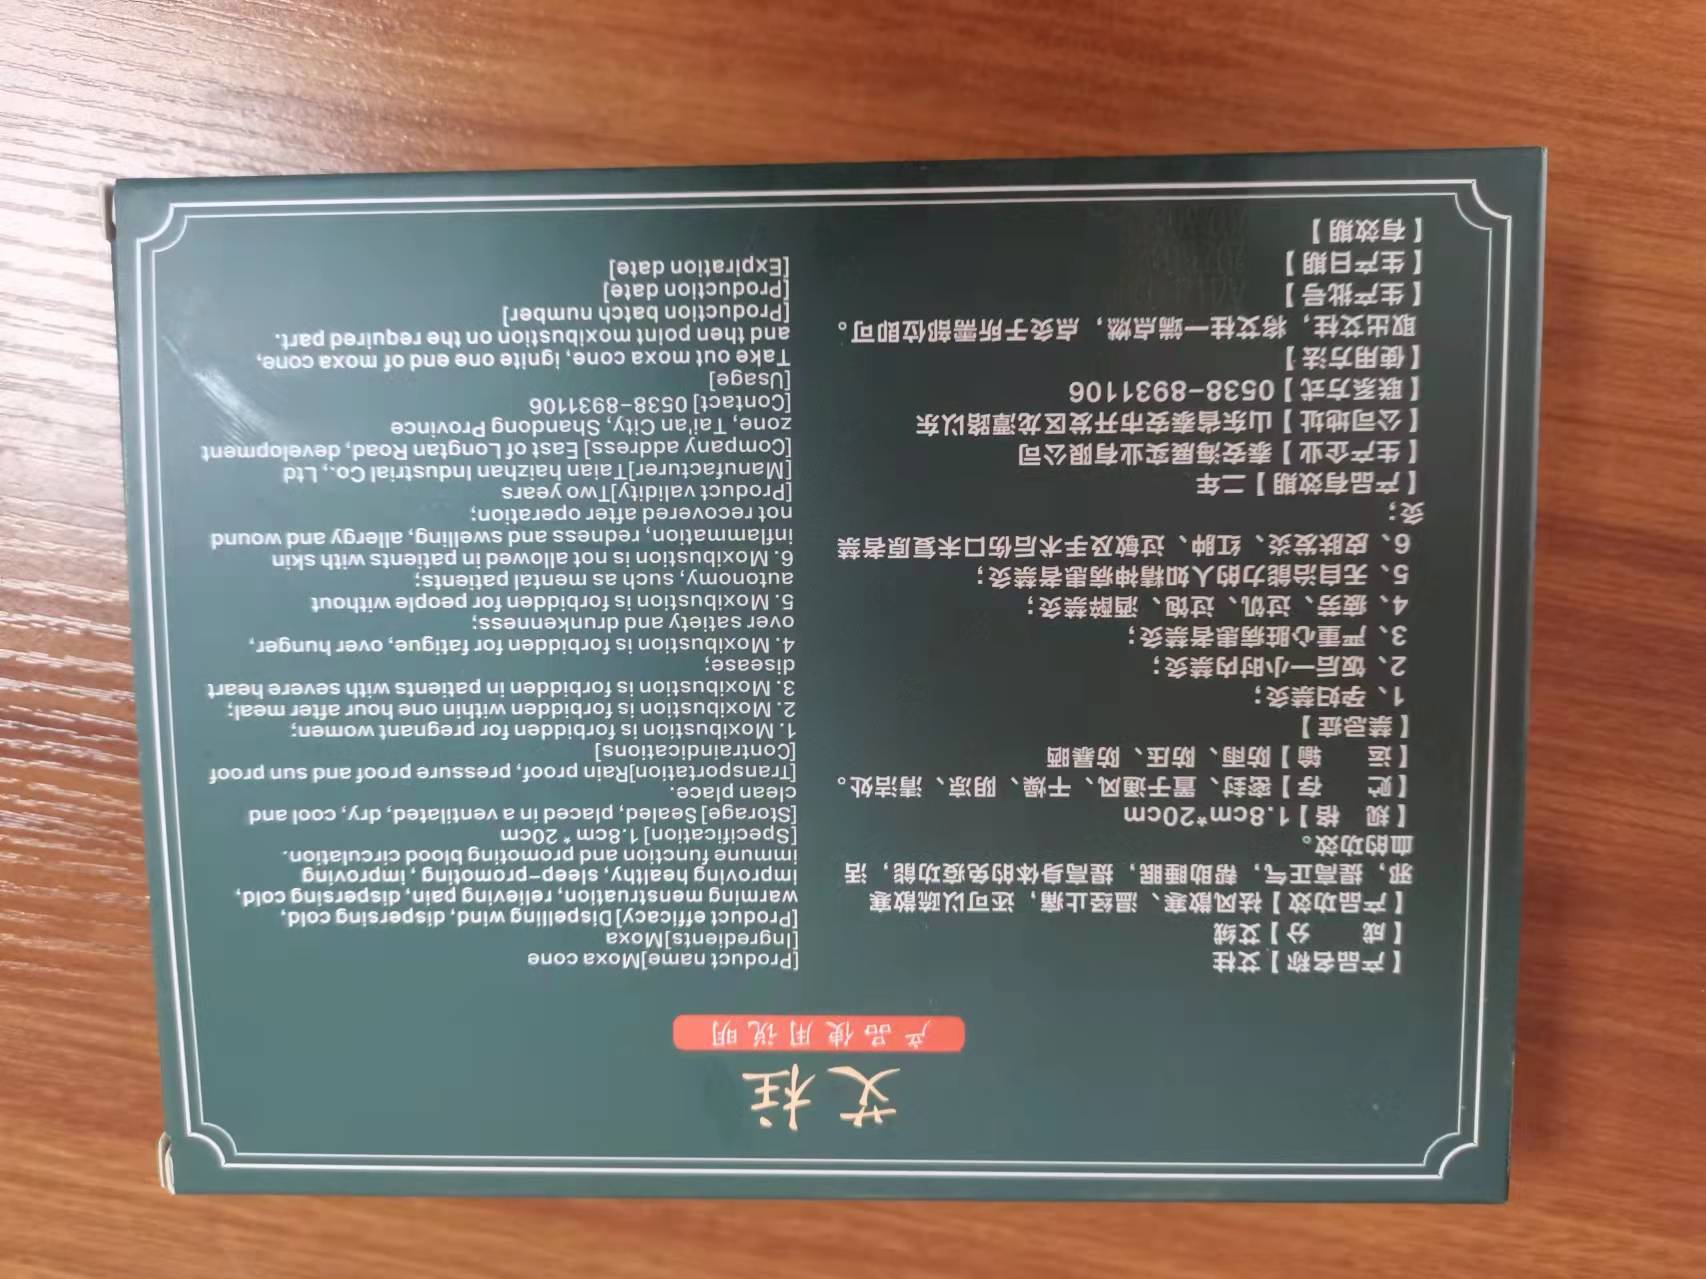 艾柱
产品使用说明
【产品名称】艾柱
【成 分】艾绒
【产品功效】祛风散寒、温经止痛，还可以疏散寒
邪，提高正气，帮助睡眠，提高身体的免疫功能，活
血的功效。
【规 格】1.8cm*20cm
【贮 存】密封、置于通风、干燥、阴凉、清洁处。
【运 输】防雨、防压、防暴晒
【禁忌症】
1、孕妇禁灸；
2、饭后一小时内禁灸；
3、严重心脏病患者禁灸；
4、疲劳、过饥、过饱、酒醉禁灸；
5、无自治能力的人如精神病患者禁灸；
6、皮肤发炎、红肿、过敏及手术后伤口未复原者禁
灸；
【产品有效期】二年
【生产企业】泰安海展实业有限公司
【公司地址】山东省泰安市开发区龙潭路以东
【联系方式】0538-8931106
【使用方法】
取出艾柱，将艾柱一端点燃，点灸于所需部位即可。
【生产批号】
【生产日期】
【有效期】
[Product name]Moxa cone
[Ingredients]Moxa
[Product efficacy]Dispelling wind, dispersing cold,
warming menstruation, relieving pain, dispersing cold,
improving healthy, sleep-promoting , improving
immune function and promoting blood circulation.
[Specification] 1.8cm * 20cm
[Storage] Sealed, placed in a ventilated, dry, cool and
clean place.
[Transportation]Rain proof, pressure proof and sun proof
[Contraindications]
1. Moxibustion is forbidden for pregnant women;
2. Moxibustion is forbidden within one hour after meal;
3. Moxibustion is forbidden in patients with severe heart
disease;
4. Moxibustion is forbidden for fatigue, over hunger,
over satiety and drunkenness;
5. Moxibustion is forbidden for people without
autonomy, such as mental patients;
6. Moxibustion is not allowed in patients with skin
inflammation, redness and swelling, allergy and wound
not recovered after operation;
[Product validity]Two years
[Manufacturer]Taian haizhan Industrial Co., Ltd
[Company address] East of Longtan Road, development
zone, Tai'an City, Shandong Province
[Contact] 0538-8931106
[Usage]
Take out moxa cone, ignite one end of moxa cone,
and then point moxibustion on the required part.
[Production batch number]
[Production date]
[Expiration date]